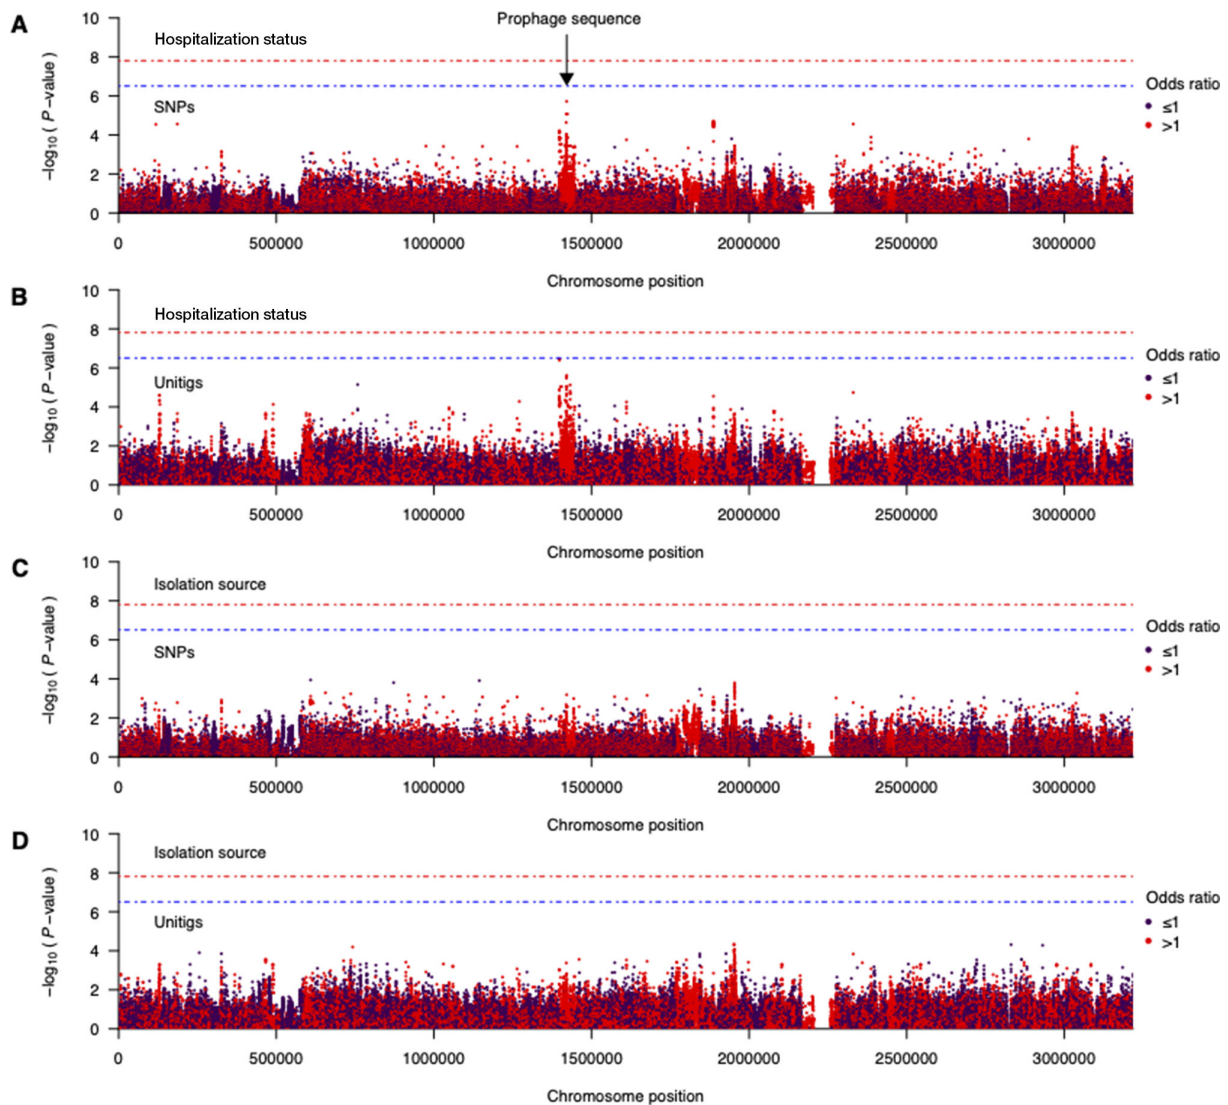 A
Prophage sequence
10
8
6
4
2
0
−log10 ( P −value )
Hospitalization status
SNPs
Odds ratio
≤1
>1
0 500000 1000000 1500000 2000000 2500000 3000000
Chromosome position
B
10
8
6
4
2
0
−log10 ( P −value )
Hospitalization status
Unitigs
Odds ratio
≤1
>1
0 500000 1000000 1500000 2000000 2500000 3000000
Chromosome position
C
10
8
6
4
2
0
−log10 ( P −value )
Isolation source
SNPs
Odds ratio
≤1
>1
0 500000 1000000 1500000 2000000 2500000 3000000
Chromosome position
D
10
8
6
4
2
0
−log10 ( P −value )
Isolation source
Unitigs
Odds ratio
≤1
>1
0 500000 1000000 1500000 2000000 2500000 3000000
Chromosome position